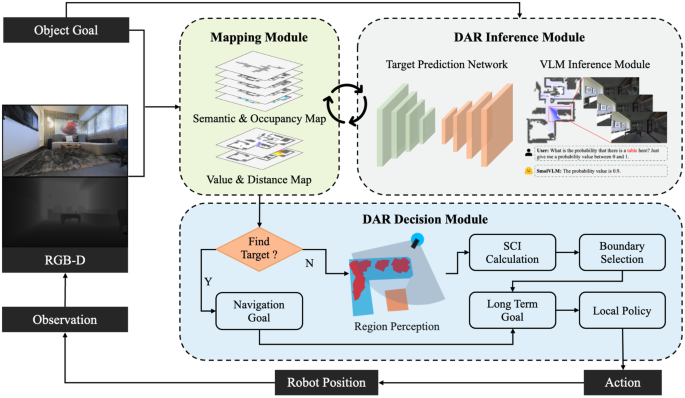 Object Goal
Mapping Module
DAR Inference Module
Target Prediction Network
VLM Inference Module
Semantic & Occupancy Map
Value & Distance Map
User: What is the probability that there is a table here? Just
give me a probability value between 0 and 1.
SmolVLM: The probability value is 0.9.
RGB-D
DAR Decision Module
Find
Target ?
Y
N
Navigation
Goal
Region Perception
SCI
Calculation
Boundary
Selection
Long Term
Goal
Local Policy
Observation
Robot Position
Action